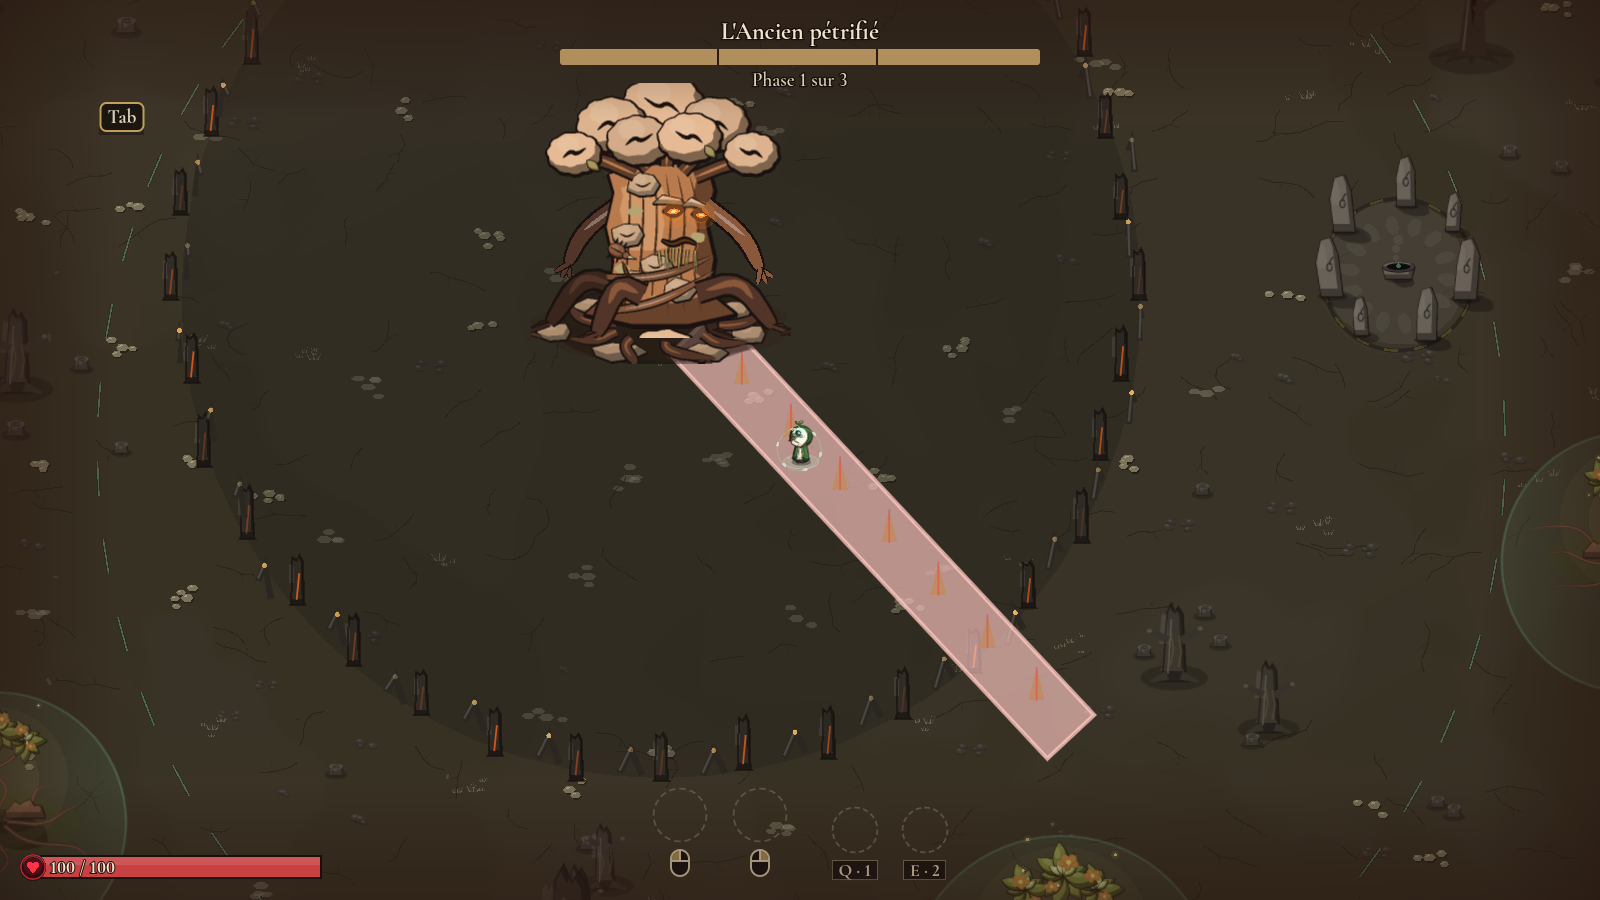 L'Ancien pétrifié
Phase 1 sur 3
Tab
100 / 100
Q · 1
E · 2